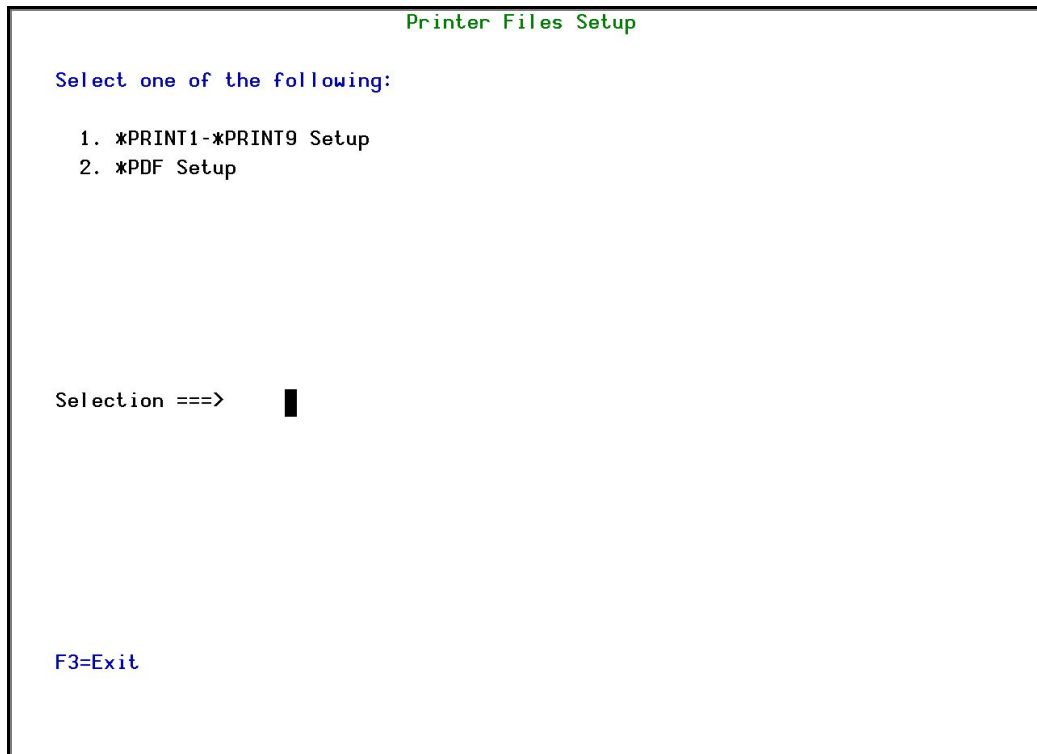 Printer Files Setup
Select one of the following:
1. *PRINT1-*PRINT9 Setup
2. *PDF Setup
Selection ===>
F3=Exit